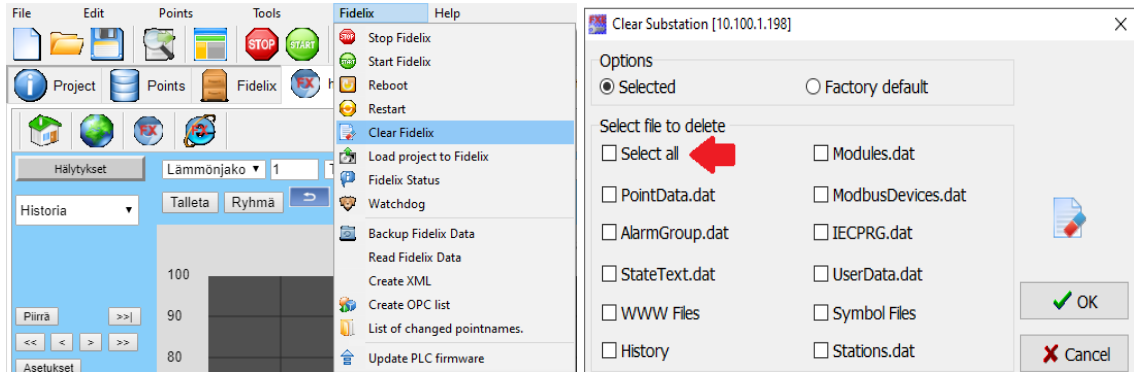 File Edit Points Tools Fidelix Help
STOP START
Project Points Fidelix FX h
FX FX
Hälytykset Lämmönjako 1 T
Historia Talleta Ryhmä
100
Piirrä >>| 90
<< < > >>
80
Asetukset
Stop Fidelix
Start Fidelix
Reboot
Restart
Clear Fidelix
Load project to Fidelix
Fidelix Status
Watchdog
Backup Fidelix Data
Read Fidelix Data
Create XML
Create OPC list
List of changed pointnames.
Update PLC firmware
Clear Substation [10.100.1.198]
Options
Selected Factory default
Select file to delete
Select all Modules.dat
PointData.dat ModbusDevices.dat
AlarmGroup.dat IECPRG.dat
StateText.dat UserData.dat
WWW Files Symbol Files
History Stations.dat
OK
Cancel